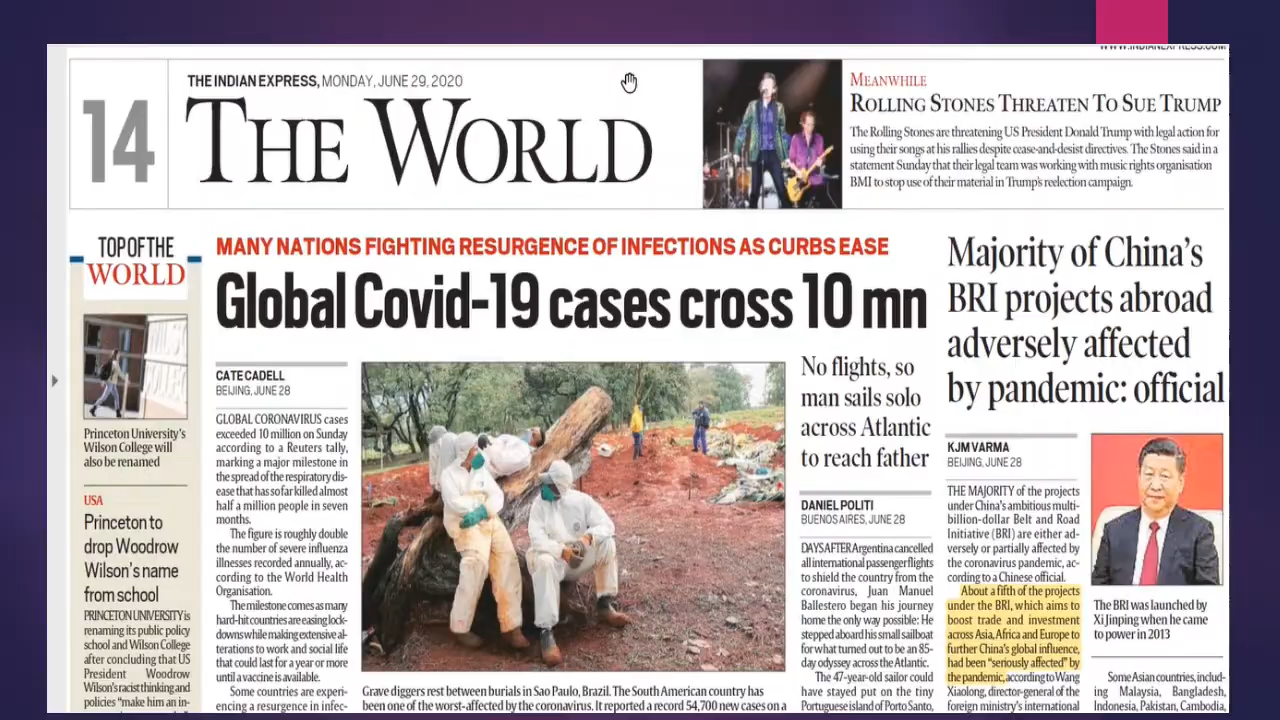 WWW.INDIANEXPRESS.COM
14
THE INDIAN EXPRESS, MONDAY, JUNE 29, 2020
THE WORLD
MEANWHILE
ROLLING STONES THREATEN TO SUE TRUMP
The Rolling Stones are threatening US President Donald Trump with legal action for
using their songs at his rallies despite cease-and-desist directives. The Stones said in a
statement Sunday that their legal team was working with music rights organisation
BMI to stop use of their material in Trump's reelection campaign.
TOP OF THE
WORLD
Princeton University's
Wilson College will
also be renamed
USA
Princeton to
drop Woodrow
Wilson's name
from school
PRINCETON UNIVERSITY is
renaming its public policy
school and Wilson College
after concluding that US
President Woodrow
Wilson's racist thinking and
policies "make him an in-
MANY NATIONS FIGHTING RESURGENCE OF INFECTIONS AS CURBS EASE
Global Covid-19 cases cross 10 mn
CATE CADELL
BEIJING, JUNE 28
GLOBAL CORONAVIRUS cases
exceeded 10 million on Sunday
according to a Reuters tally,
marking a major milestone in
the spread of the respiratory dis-
ease that has so far killed almost
half a million people in seven
months.
The figure is roughly double
the number of severe influenza
illnesses recorded annually, ac-
cording to the World Health
Organisation.
The milestone comes as many
hard-hit countries are easing lock-
downs while making extensive al-
terations to work and social life
that could last for a year or more
until a vaccine is available.
Some countries are experi-
encing a resurgence in infec-
Grave diggers rest between burials in Sao Paulo, Brazil. The South American country has
been one of the worst-affected by the coronavirus. It reported a record 54,700 new cases on a
No flights, so
man sails solo
across Atlantic
to reach father
DANIEL POLITI
BUENOS AIRES, JUNE 28
DAYS AFTER Argentina cancelled
all international passenger flights
to shield the country from the
coronavirus, Juan Manuel
Ballestero began his journey
home the only way possible: He
stepped aboard his small sailboat
for what turned out to be an 85-
day odyssey across the Atlantic.
The 47-year-old sailor could
have stayed put on the tiny
Portuguese island of Porto Santo,
Majority of China's
BRI projects abroad
adversely affected
by pandemic: official
KJM VARMA
BEIJING, JUNE 28
THE MAJORITY of the projects
under China's ambitious multi-
billion-dollar Belt and Road
Initiative (BRI) are either ad-
versely or partially affected by
the coronavirus pandemic, ac-
cording to a Chinese official.
About a fifth of the projects
under the BRI, which aims to
boost trade and investment
across Asia, Africa and Europe to
further China's global influence,
had been "seriously affected" by
the pandemic, according to Wang
Xiaolong, director-general of the
foreign ministry's international
The BRI was launched by
Xi Jinping when he came
to power in 2013
Some Asian countries, includ-
ing Malaysia, Bangladesh,
Indonesia, Pakistan, Cambodia,